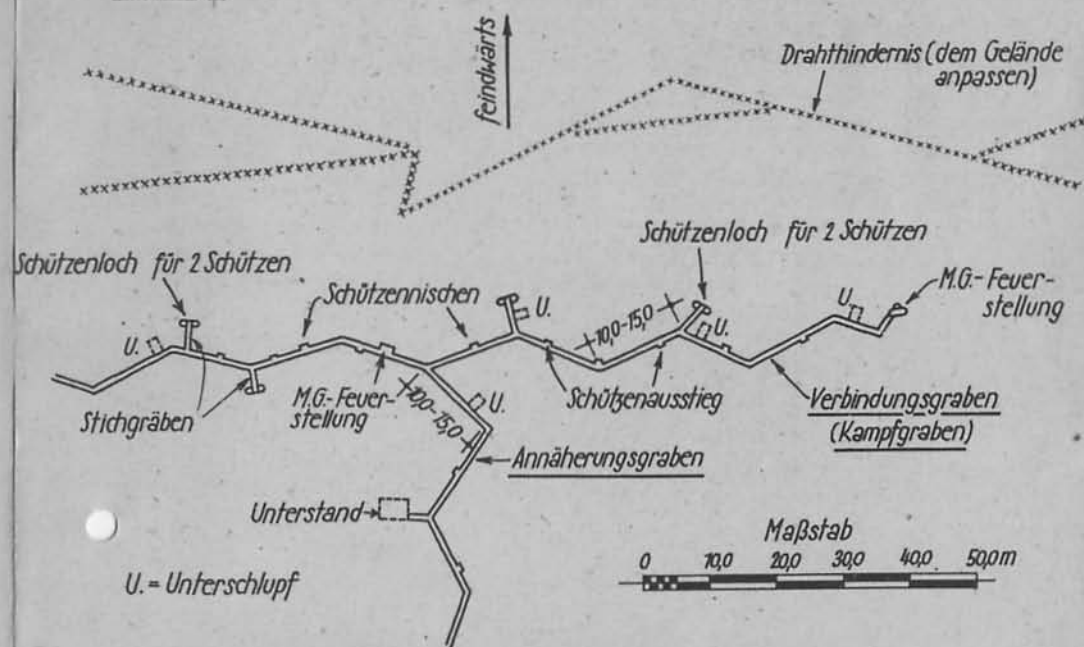 feindwärts
Drahthindernis (dem Gelände
anpassen)
Schützenloch für 2 Schützen
Schützenloch für 2 Schützen
M.G.-Feuer-
stellung
Schützennischen
U.
U.
10,0-15,0
U.
U.
Stichgräben
M.G.-Feuer-
stellung
10,0-15,0
U.
Schützenausstieg
Verbindungsgraben
(Kampfgraben)
Annäherungsgraben
Unterstand
Maßstab
0 10,0 20,0 30,0 40,0 50,0 m
U. = Unterschlupf